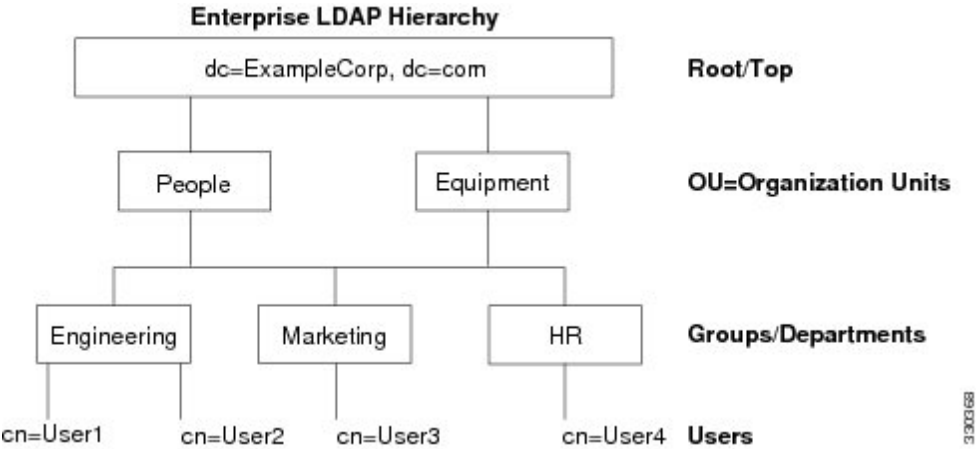 Enterprise LDAP Hierarchy
dc=ExampleCorp, dc=com
Root/Top
People
Equipment
OU=Organization Units
Engineering
Marketing
HR
Groups/Departments
cn=User1
cn=User2
cn=User3
cn=User4
Users
330368